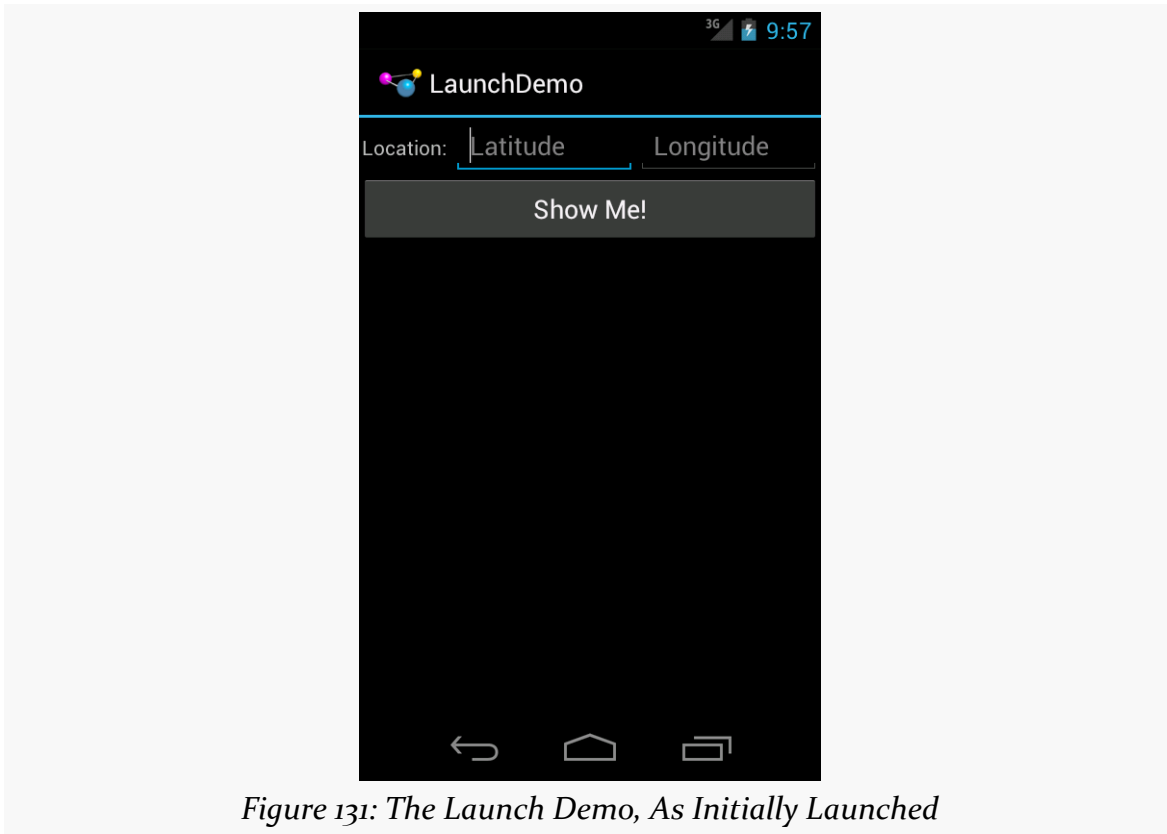 3G 9:57
LaunchDemo
Location: Latitude Longitude
Show Me!
Figure 131: The Launch Demo, As Initially Launched